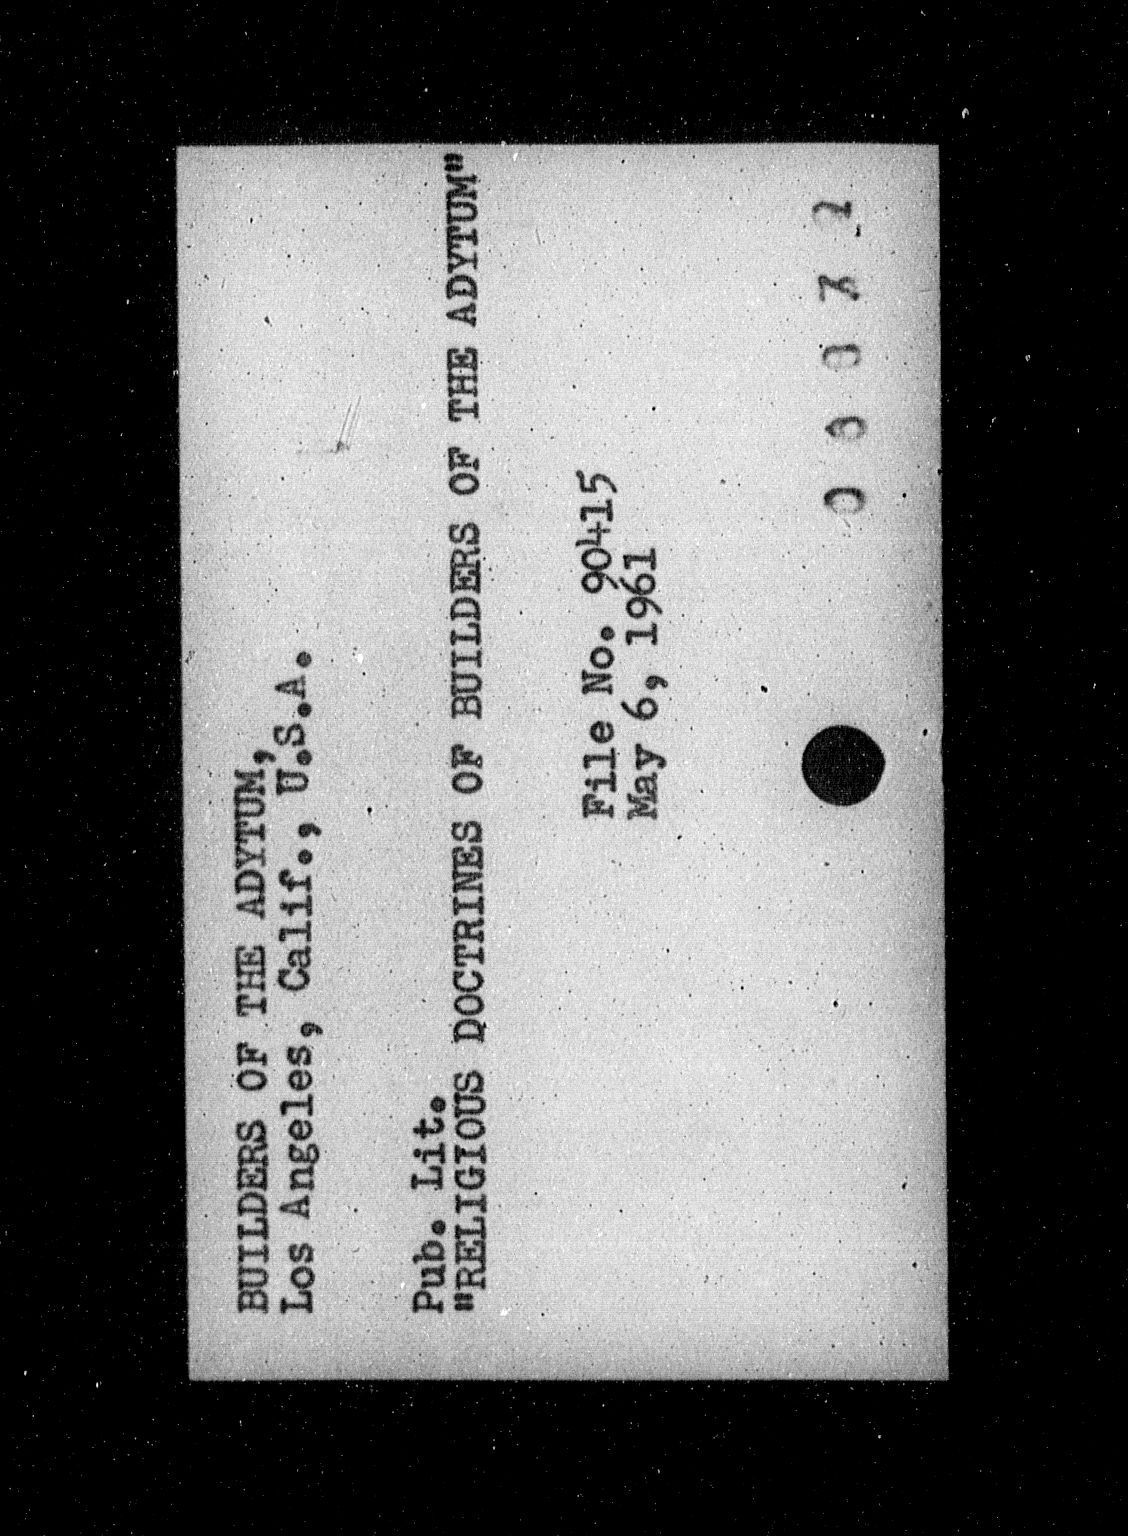 BUILDERS OF THE ADYTUM,
Los Angeles, Calif., U.S.A.
Pub. Lit.
"RELIGIOUS DOCTRINES OF BUILDERS OF THE ADYTUM"
File No. 90415
May 6, 1961